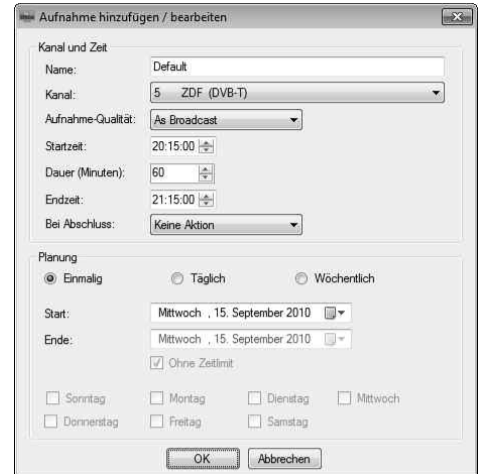 Aufnahme hinzufügen / bearbeiten
Kanal und Zeit
Name: Default
Kanal: 5 ZDF (DVB-T)
Aufnahme-Qualität: As Broadcast
Startzeit: 20:15:00
Dauer (Minuten): 60
Endzeit: 21:15:00
Bei Abschluss: Keine Aktion
Planung
Einmalig Täglich Wöchentlich
Start: Mittwoch , 15. September 2010
Ende: Mittwoch , 15. September 2010
Ohne Zeitlimit
Sonntag Montag Dienstag Mittwoch
Donnerstag Freitag Samstag
OK Abbrechen